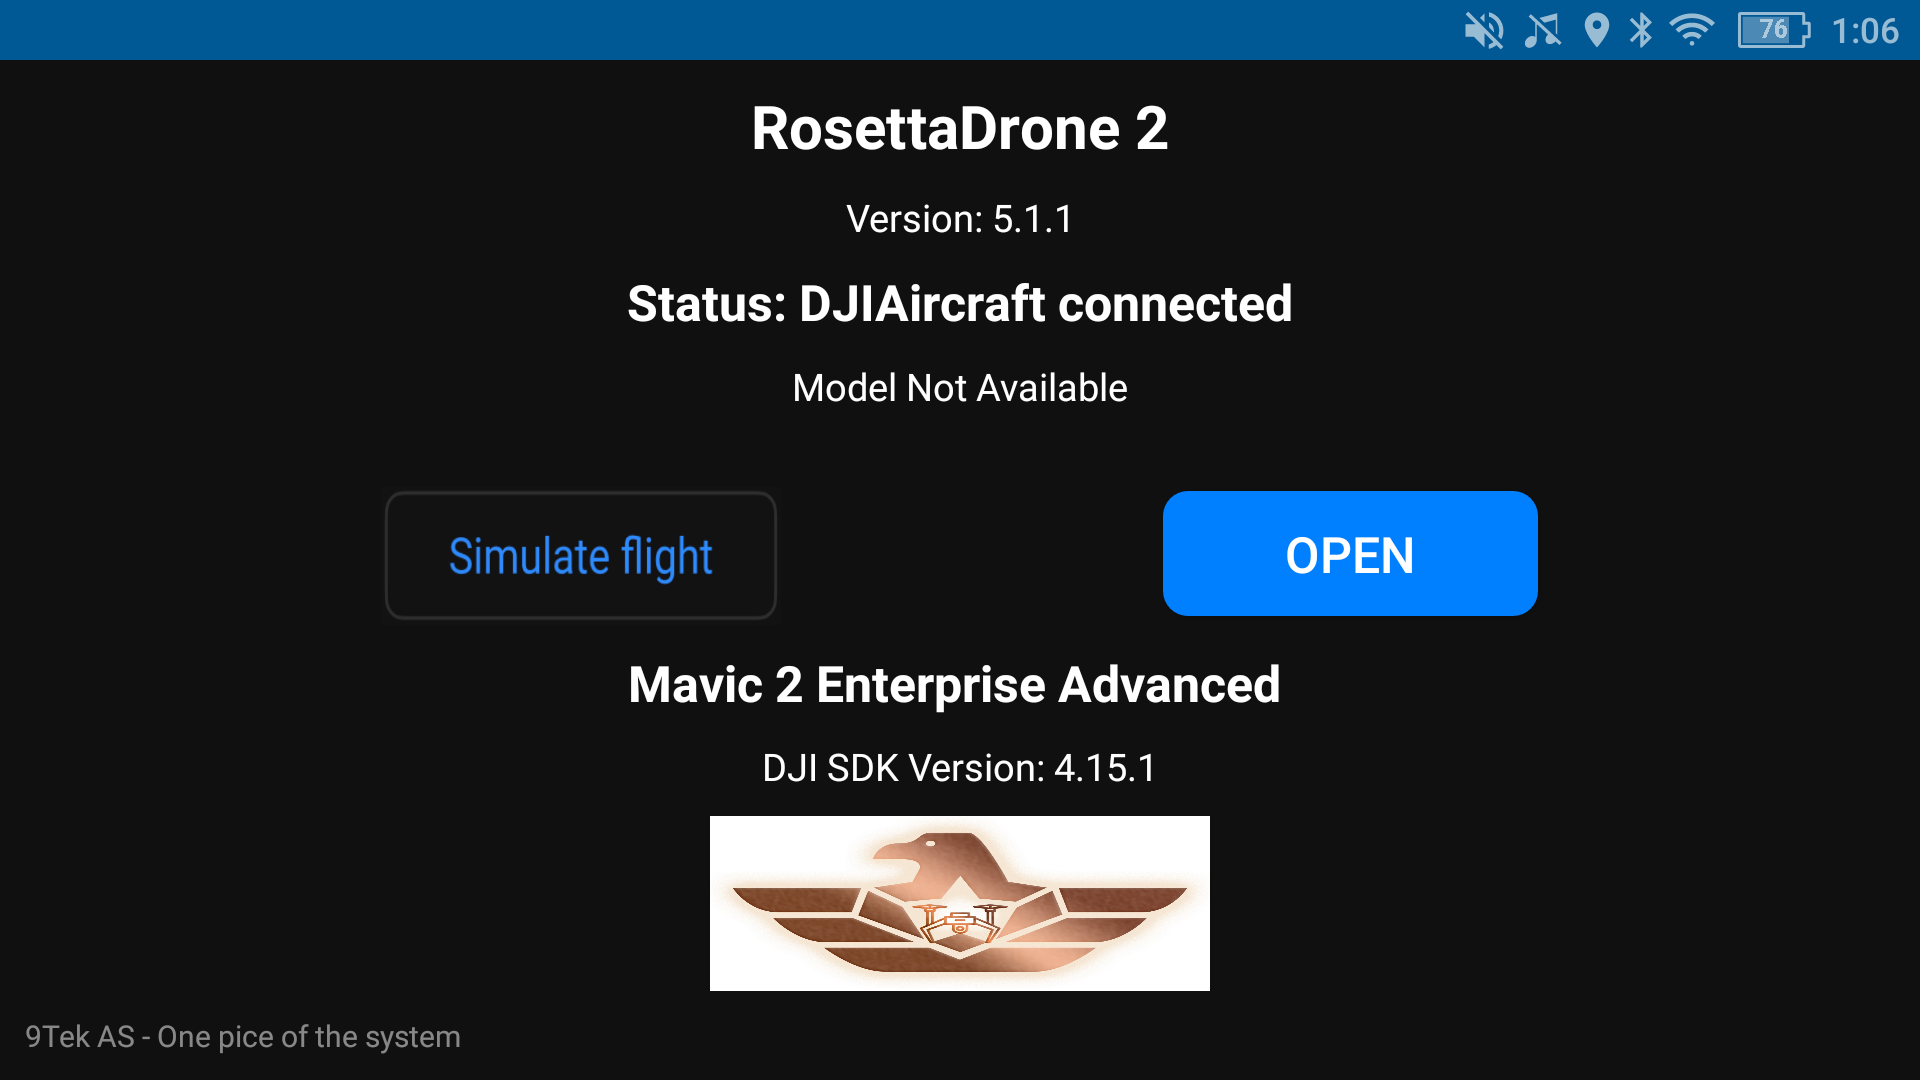 76 1:06
RosettaDrone 2
Version: 5.1.1
Status: DJIAircraft connected
Model Not Available
Simulate flight
OPEN
Mavic 2 Enterprise Advanced
DJI SDK Version: 4.15.1
9Tek AS - One pice of the system